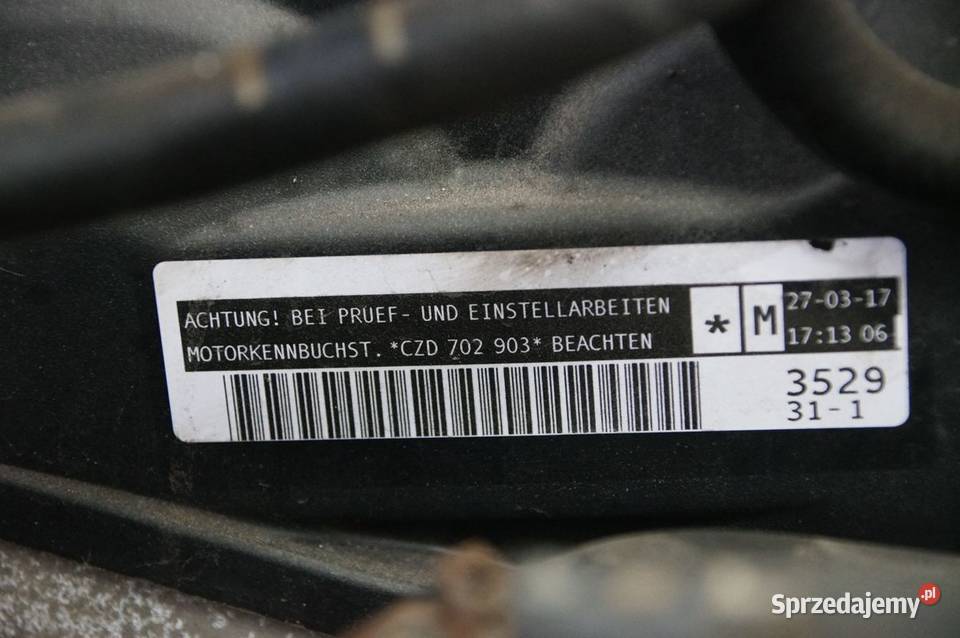 ACHTUNG! BEI PRUEF- UND EINSTELLARBEITEN
MOTORKENNBUCHST. *CZD 702 903* BEACHTEN
* M
27-03-17
17:13 06
3529
31-1
Sprzedajemy.pl